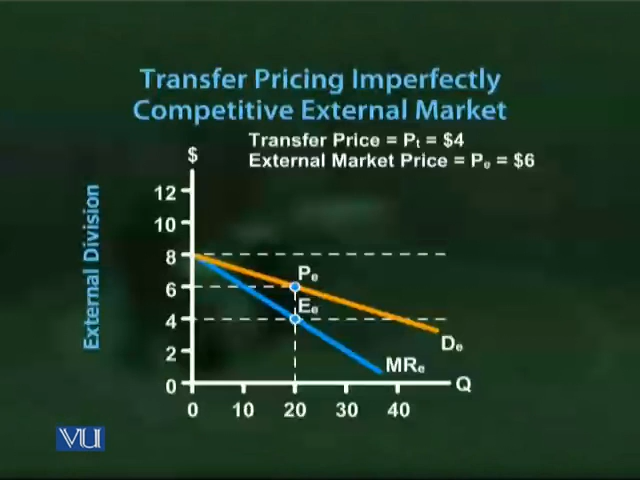 Transfer Pricing Imperfectly
Competitive External Market
Transfer Price = Pt = $4
External Market Price = Pe = $6
$
External Division
12
10
8
6
4
2
0
Pe
Ee
De
MRe
Q
0
10
20
30
40
VU